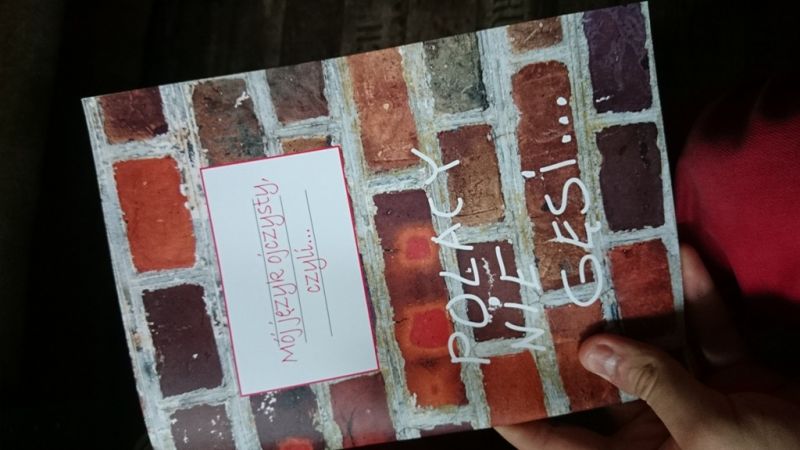 Mój język ojczysty,
czyli...
POLACY
NIE
GĘSI...